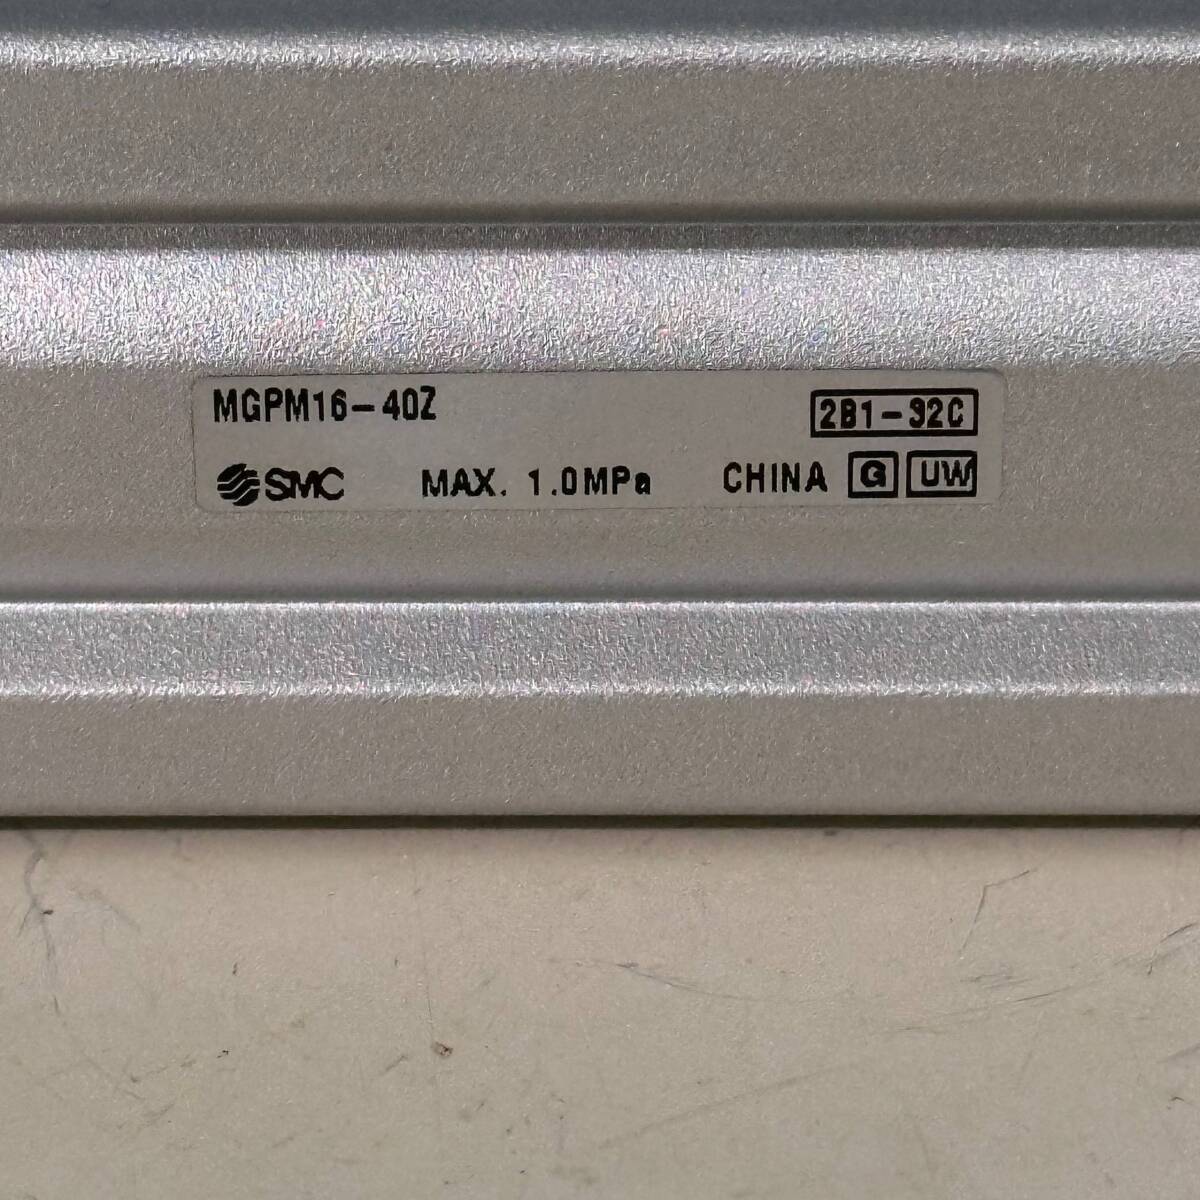 MGPM16-40Z 2B1-32C
SMC MAX. 1.0MPa CHINA G UW